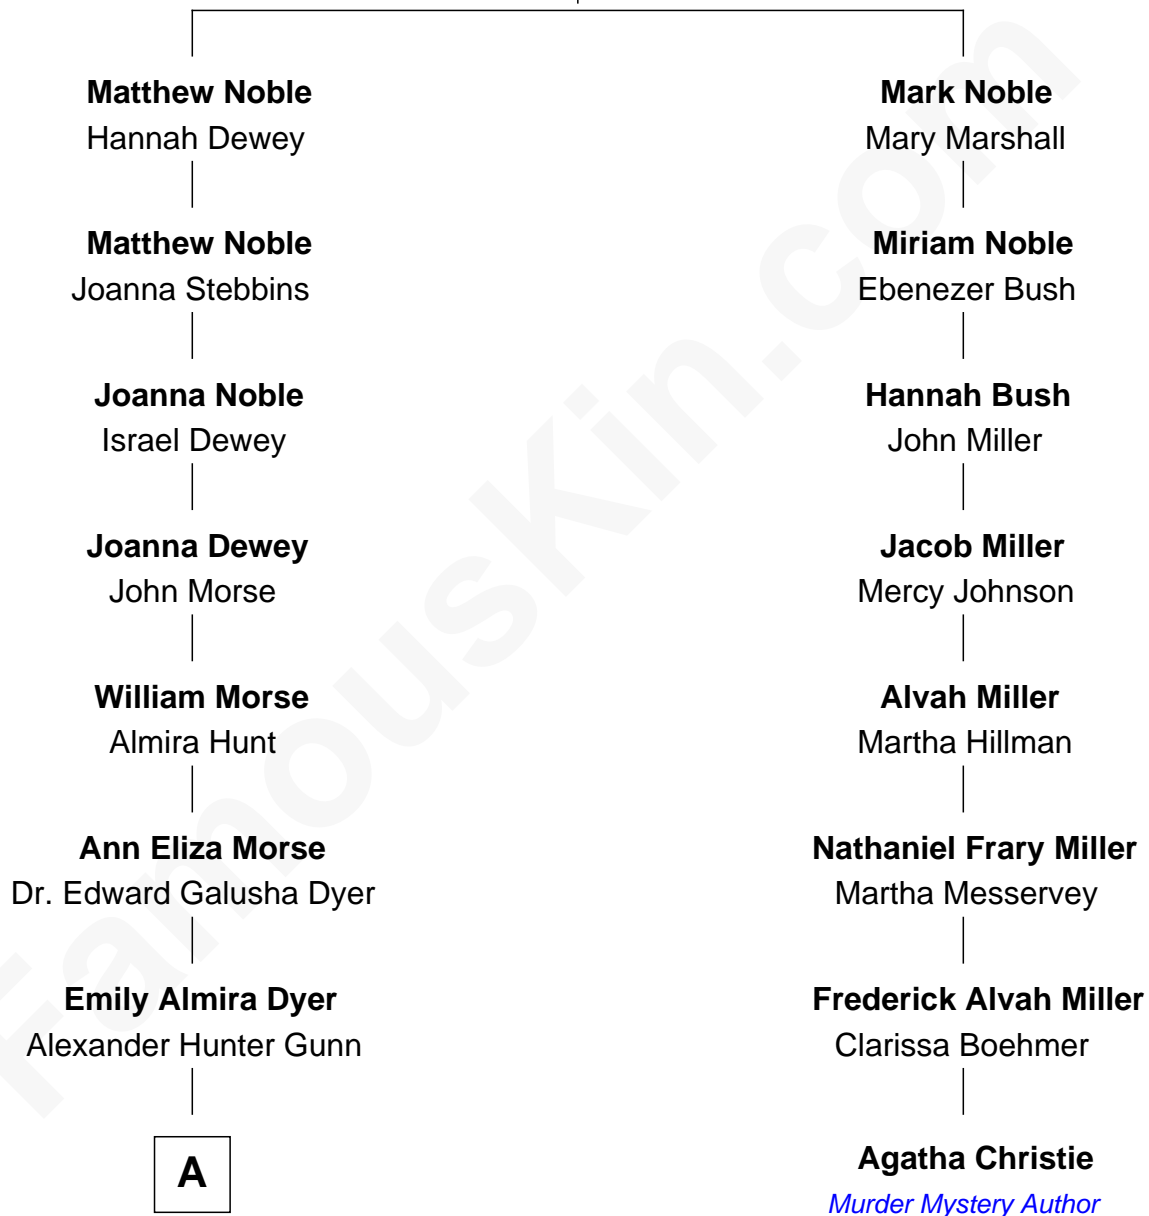 Matthew Noble
Hannah Dewey
Matthew Noble
Joanna Stebbins
Joanna Noble
Israel Dewey
Joanna Dewey
John Morse
William Morse
Almira Hunt
Ann Eliza Morse
Dr. Edward Galusha Dyer
Emily Almira Dyer
Alexander Hunter Gunn
A
Mark Noble
Mary Marshall
Miriam Noble
Ebenezer Bush
Hannah Bush
John Miller
Jacob Miller
Mercy Johnson
Alvah Miller
Martha Hillman
Nathaniel Frary Miller
Martha Messervey
Frederick Alvah Miller
Clarissa Boehmer
Agatha Christie
Murder Mystery Author
FamousKin.com